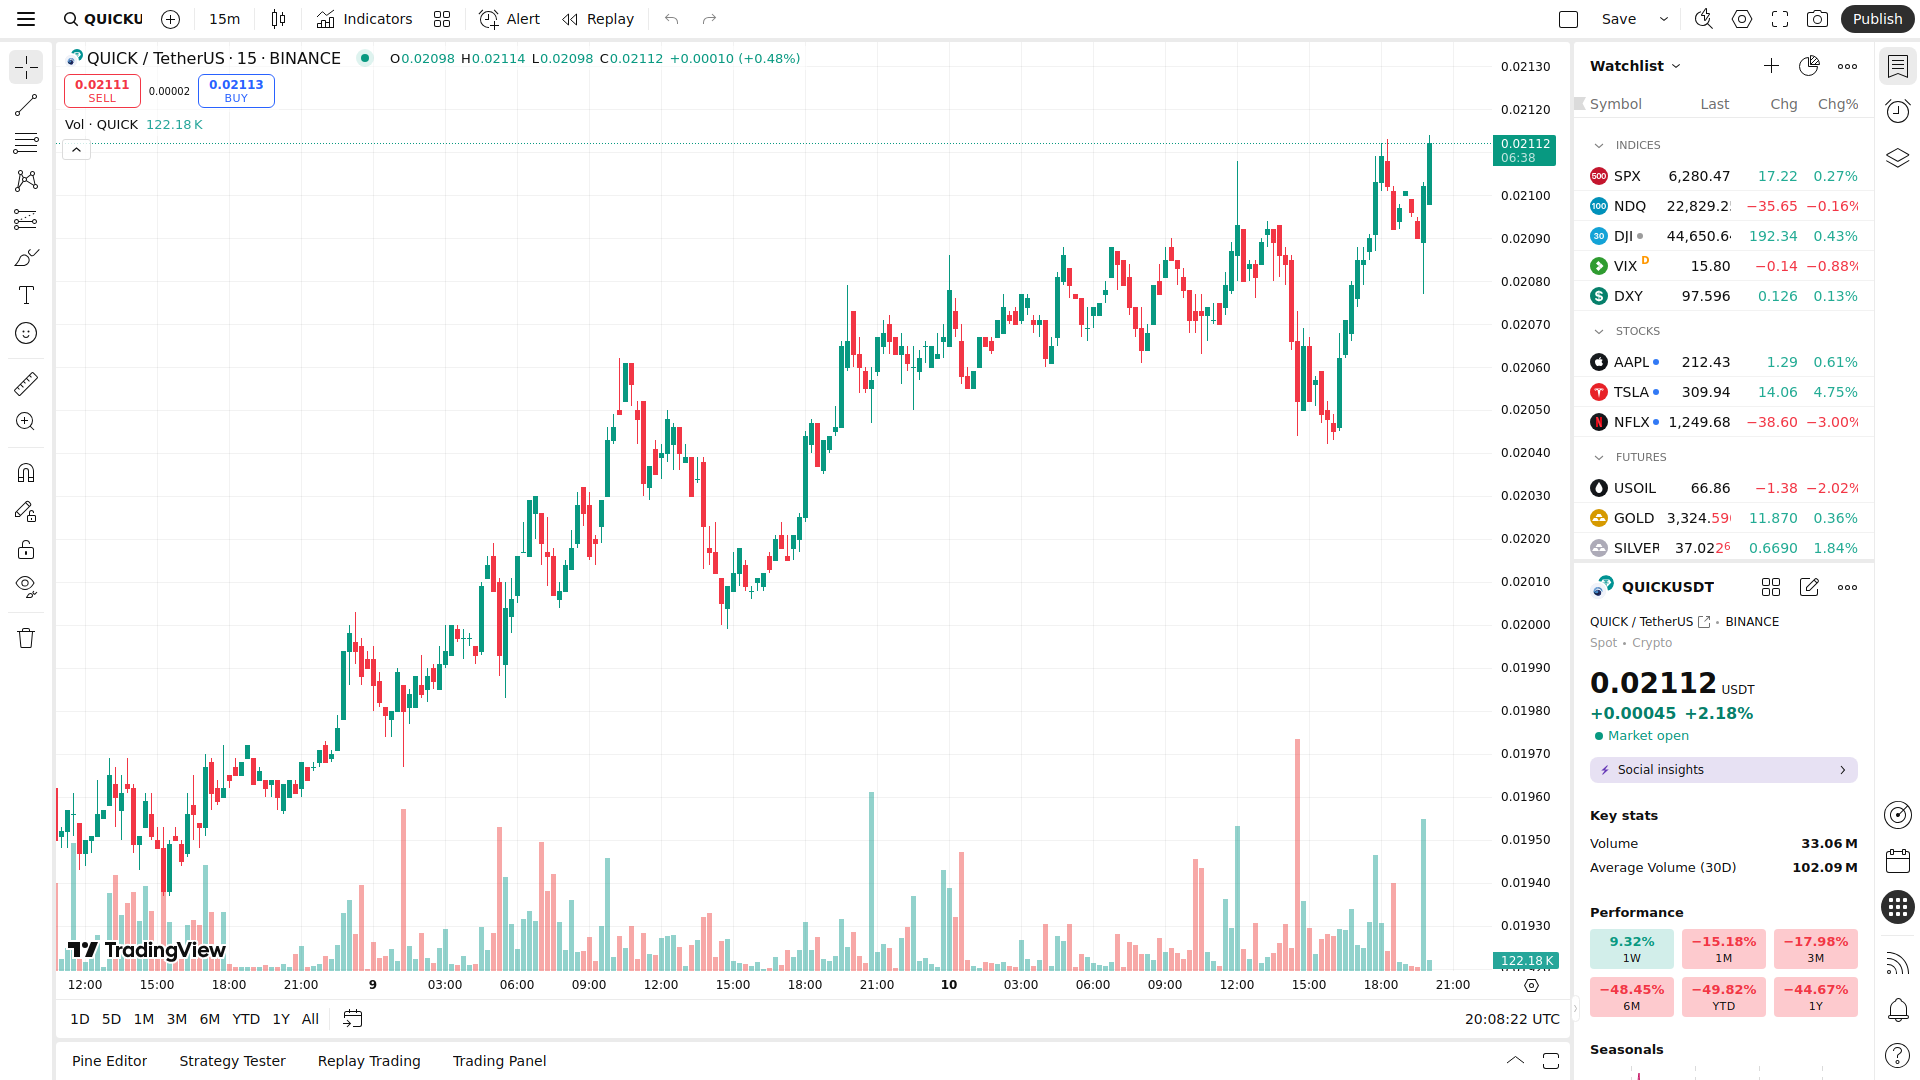 QUICKU
15m
Indicators
Alert
Replay
Save
Publish
QUICK / TetherUS · 15 · BINANCE
O0.02098 H0.02114 L0.02098 C0.02112 +0.00010 (+0.48%)
0.02111
SELL
0.00002
0.02113
BUY
Vol · QUICK 122.18 K
0.02130
0.02120
0.02112
06:38
0.02100
0.02090
0.02080
0.02070
0.02060
0.02050
0.02040
0.02030
0.02020
0.02010
0.02000
0.01990
0.01980
0.01970
0.01960
0.01950
0.01940
0.01930
122.18 K
TradingView
12:00 15:00 18:00 21:00 9 03:00 06:00 09:00 12:00 15:00 18:00 21:00 10 03:00 06:00 09:00 12:00 15:00 18:00 21:00
1D 5D 1M 3M 6M YTD 1Y All
20:08:22 UTC
Pine Editor Strategy Tester Replay Trading Trading Panel
Watchlist
Symbol Last Chg Chg%
INDICES
500 SPX 6,280.47 17.22 0.27%
100 NDQ 22,829.2 −35.65 −0.16%
30 DJI 44,650.6 192.34 0.43%
VIX D 15.80 −0.14 −0.88%
DXY 97.596 0.126 0.13%
STOCKS
AAPL 212.43 1.29 0.61%
TSLA 309.94 14.06 4.75%
NFLX 1,249.68 −38.60 −3.00%
FUTURES
USOIL 66.86 −1.38 −2.02%
GOLD 3,324.59 11.870 0.36%
SILVER 37.0226 0.6690 1.84%
QUICKUSDT
QUICK / TetherUS • BINANCE
Spot • Crypto
0.02112 USDT
+0.00045 +2.18%
Market open
Social insights
Key stats
Volume 33.06 M
Average Volume (30D) 102.09 M
Performance
9.32% −15.18% −17.98%
1W 1M 3M
−48.45% −49.82% −44.67%
6M YTD 1Y
Seasonals